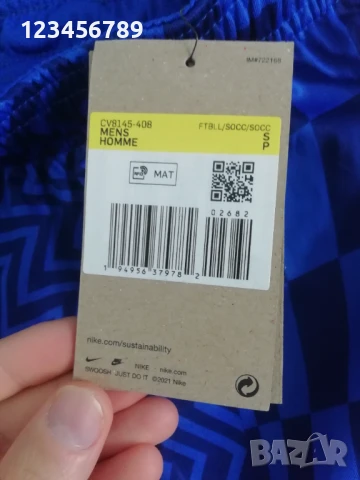 123456789
CV8145-408
MENS
HOMME
FTBLL/SOCC/SOCC
S
P
MAT
02682
1 94956 37978 2
nike.com/sustainability
NIKE nike.com
SWOOSH JUST DO IT ©2021 Nike
BAZAR